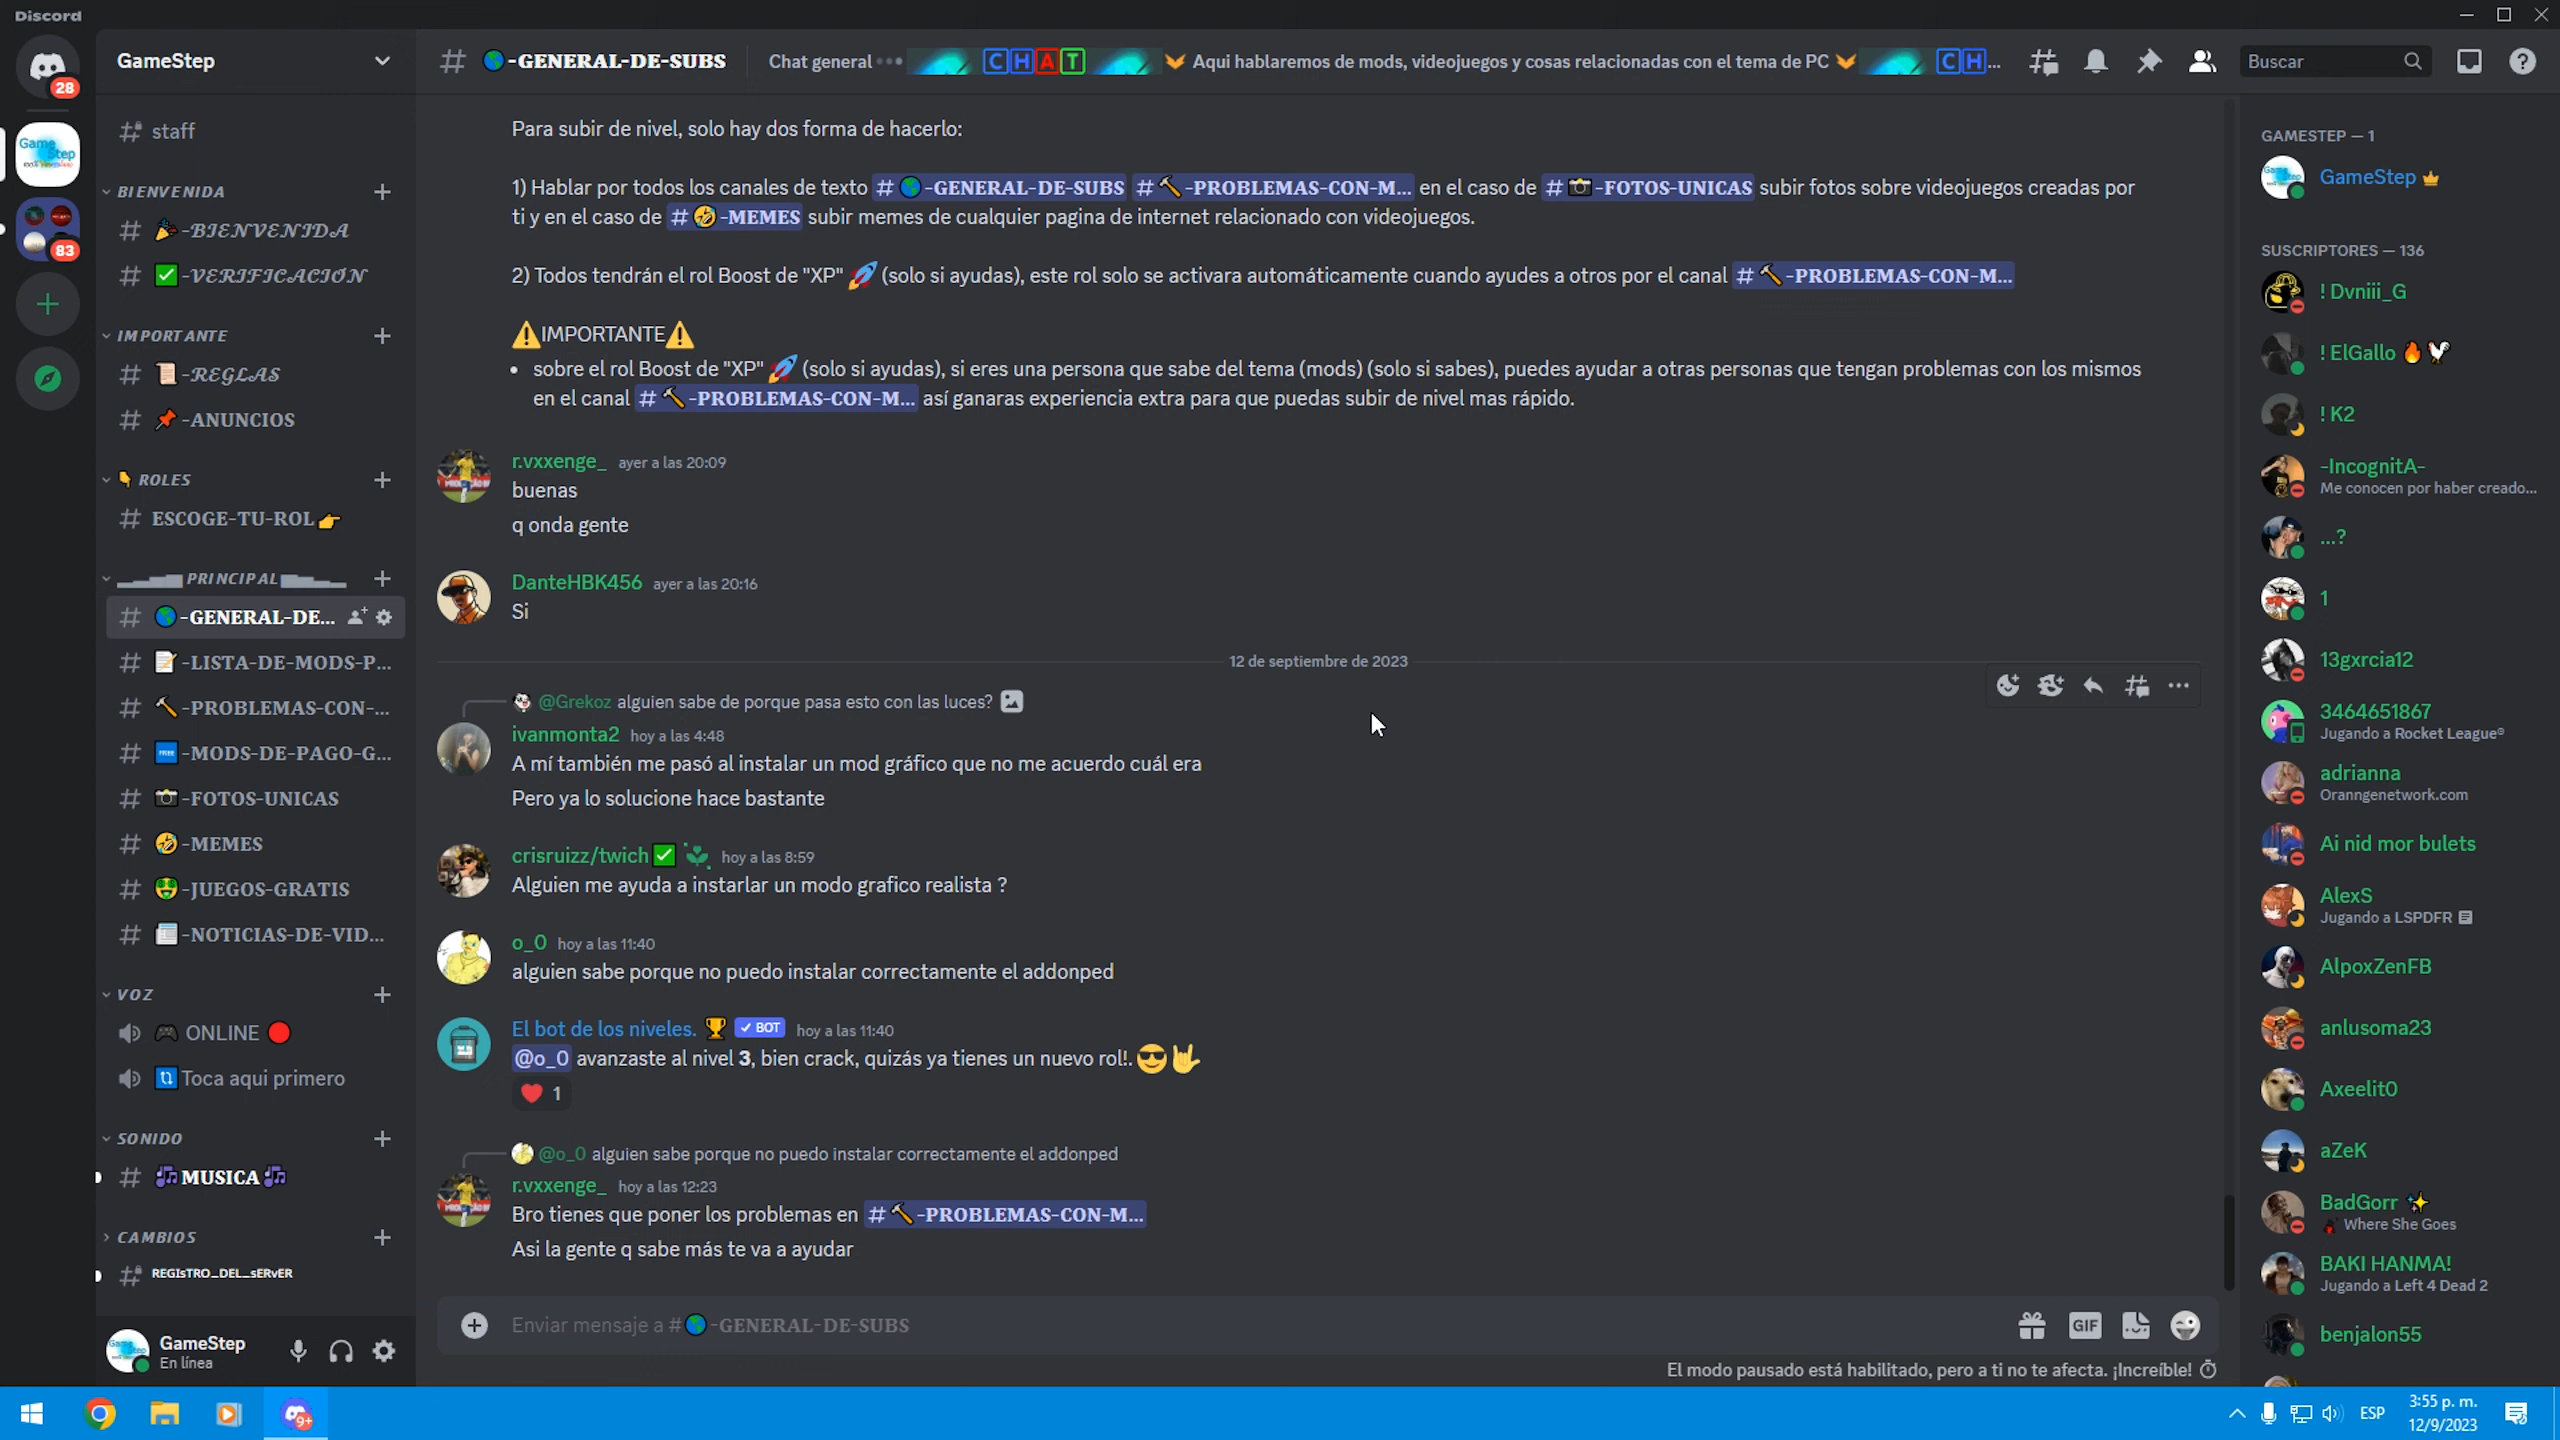 Discord
28
Game Step
83
GameStep
staff
BIENVENIDA
-BIENVENIDA
-VERIFICACIÓN
IMPORTANTE
-REGLAS
-ANUNCIOS
ROLES
ESCOGE-TU-ROL
PRINCIPAL
-GENERAL-DE...
-LISTA-DE-MODS-P...
-PROBLEMAS-CON-...
-MODS-DE-PAGO-G...
-FOTOS-UNICAS
-MEMES
-JUEGOS-GRATIS
-NOTICIAS-DE-VID...
VOZ
ONLINE
Toca aqui primero
SONIDO
MUSICA
CAMBIOS
REGIsTRO_DEL_sERvER
GameStep
En línea
-GENERAL-DE-SUBS
Chat general ••• CHAT Aqui hablaremos de mods, videojuegos y cosas relacionadas con el tema de PC CH...
Buscar
Para subir de nivel, solo hay dos forma de hacerlo:
1) Hablar por todos los canales de texto # -GENERAL-DE-SUBS # -PROBLEMAS-CON-M... en el caso de # -FOTOS-UNICAS subir fotos sobre videojuegos creadas por
ti y en el caso de # -MEMES subir memes de cualquier pagina de internet relacionado con videojuegos.
2) Todos tendrán el rol Boost de "XP" 🚀 (solo si ayudas), este rol solo se activara automáticamente cuando ayudes a otros por el canal # -PROBLEMAS-CON-M...
⚠IMPORTANTE⚠
• sobre el rol Boost de "XP" 🚀 (solo si ayudas), si eres una persona que sabe del tema (mods) (solo si sabes), puedes ayudar a otras personas que tengan problemas con los mismos
en el canal # -PROBLEMAS-CON-M... así ganaras experiencia extra para que puedas subir de nivel mas rápido.
r.vxxenge_ ayer a las 20:09
buenas
q onda gente
DanteHBK456 ayer a las 20:16
Si
12 de septiembre de 2023
@Grekoz alguien sabe de porque pasa esto con las luces?
ivanmonta2 hoy a las 4:48
A mí también me pasó al instalar un mod gráfico que no me acuerdo cuál era
Pero ya lo solucione hace bastante
crisruizz/twich hoy a las 8:59
Alguien me ayuda a instarlar un modo grafico realista ?
o_0 hoy a las 11:40
alguien sabe porque no puedo instalar correctamente el addonped
El bot de los niveles. BOT hoy a las 11:40
@o_0 avanzaste al nivel 3, bien crack, quizás ya tienes un nuevo rol!. 😎🤟
❤ 1
@o_0 alguien sabe porque no puedo instalar correctamente el addonped
r.vxxenge_ hoy a las 12:23
Bro tienes que poner los problemas en # -PROBLEMAS-CON-M...
Asi la gente q sabe más te va a ayudar
Enviar mensaje a # -GENERAL-DE-SUBS
GIF
El modo pausado está habilitado, pero a ti no te afecta. ¡Increíble!
GAMESTEP — 1
GameStep
SUSCRIPTORES — 136
! Dvniii_G
! ElGallo
! K2
-IncognitA-
Me conocen por haber creado...
...?
1
13gxrcia12
3464651867
Jugando a Rocket League®
adrianna
Oranngenetwork.com
Ai nid mor bulets
AlexS
Jugando a LSPDFR
AlpoxZenFB
anlusoma23
Axeelit0
aZeK
BadGorr
Where She Goes
BAKI HANMA!
Jugando a Left 4 Dead 2
benjalon55
9+
ESP
3:55 p. m.
12/9/2023